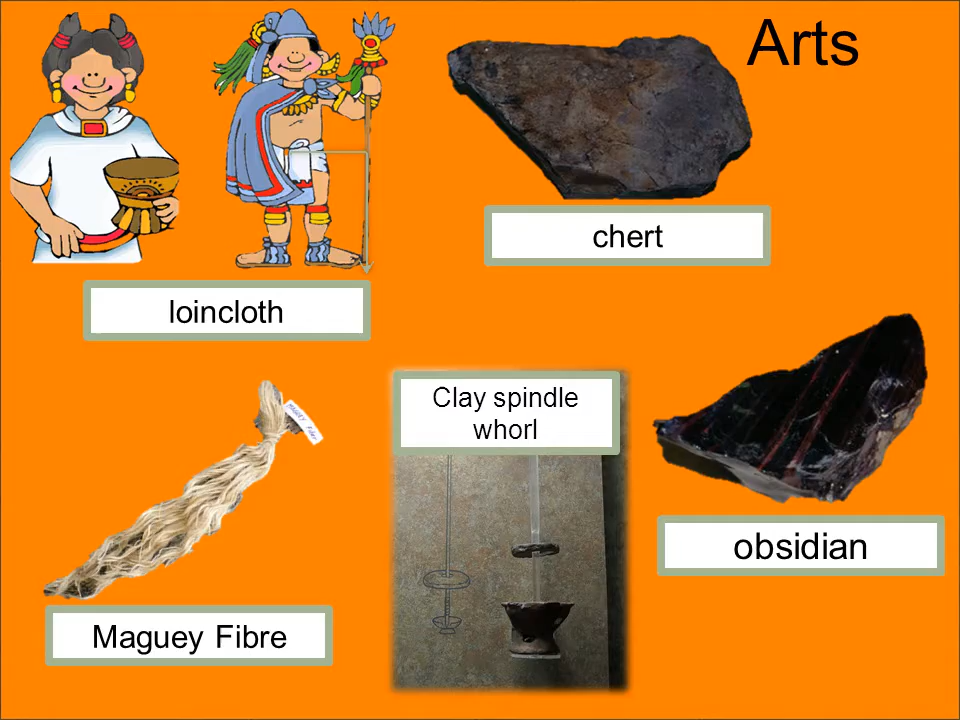 Arts
chert
loincloth
Clay spindle
whorl
obsidian
Maguey Fibre